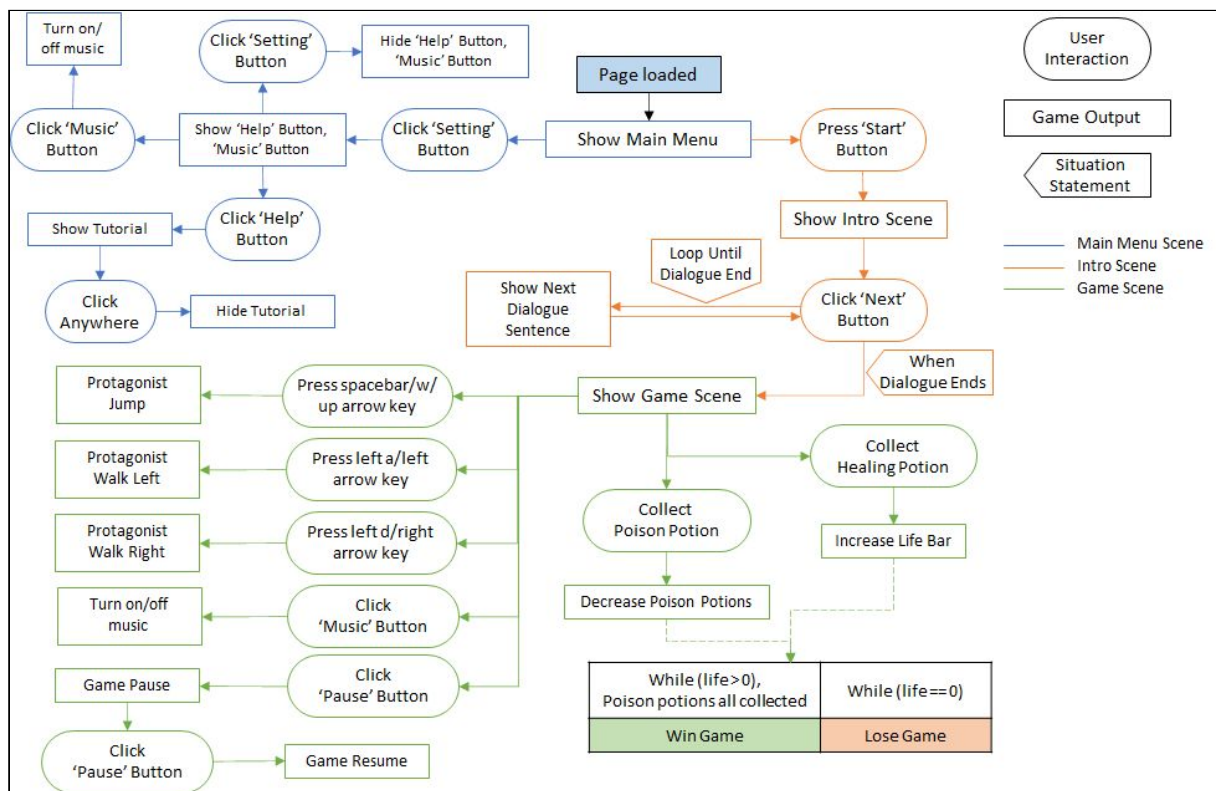 Turn on/
off music
Click ‘Setting’
Button
Hide ‘Help’ Button,
‘Music’ Button
Page loaded
User
Interaction
Click ‘Music’
Button
Show ‘Help’ Button,
‘Music’ Button
Click ‘Setting’
Button
Show Main Menu
Press ‘Start’
Button
Game Output
Situation
Statement
Show Tutorial
Click ‘Help’
Button
Show Intro Scene
Main Menu Scene
Intro Scene
Game Scene
Loop Until
Dialogue End
Click
Anywhere
Hide Tutorial
Show Next
Dialogue
Sentence
Click ‘Next’
Button
When
Dialogue Ends
Protagonist
Jump
Press spacebar/w/
up arrow key
Show Game Scene
Protagonist
Walk Left
Press left a/left
arrow key
Collect
Healing Potion
Collect
Poison Potion
Protagonist
Walk Right
Press left d/right
arrow key
Increase Life Bar
Turn on/off
music
Click
‘Music’ Button
Decrease Poison Potions
Game Pause
Click
‘Pause’ Button
While (life>0),
Poison potions all collected
While (life==0)
Win Game
Lose Game
Click
‘Pause’ Button
Game Resume